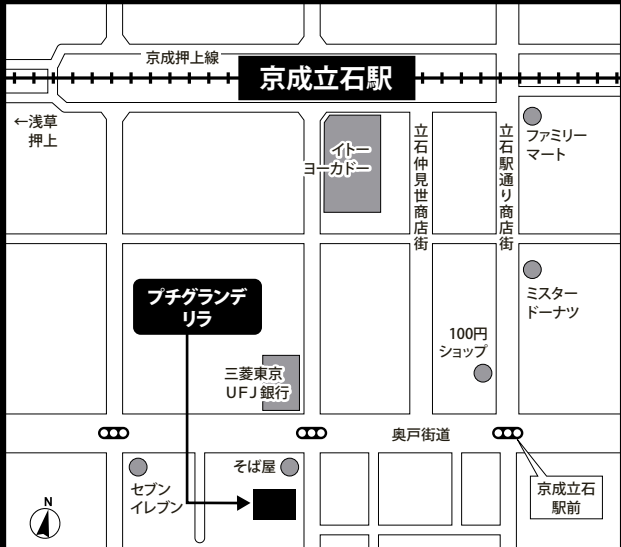 京成押上線
京成立石駅
←浅草
押上
イトー
ヨーカドー
立石仲見世商店街
立石駅通り商店街
ファミリー
マート
プチグランデ
リラ
ミスター
ドーナツ
100円
ショップ
三菱東京
UFJ銀行
奥戸街道
セブン
イレブン
そば屋
京成立石
駅前
N